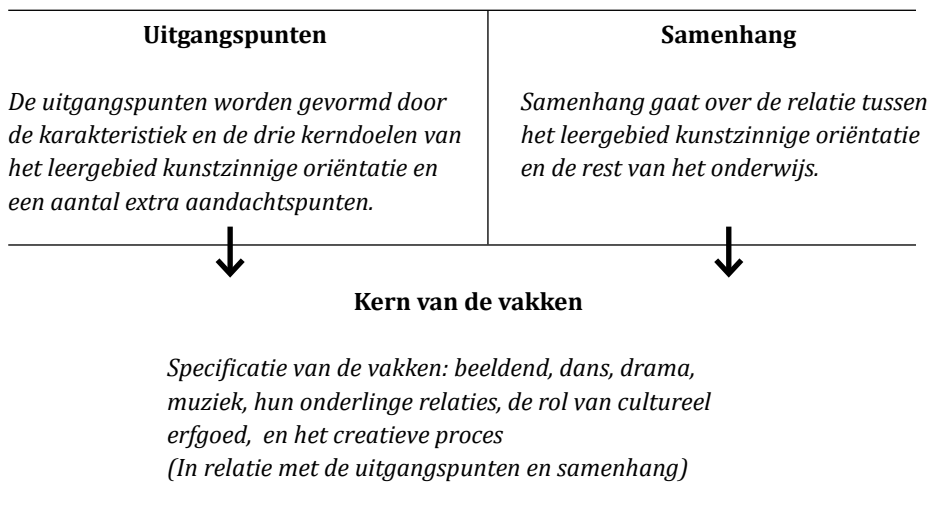 Uitgangspunten
De uitgangspunten worden gevormd door
de karakteristiek en de drie kerndoelen van
het leergebied kunstzinnige oriëntatie en
een aantal extra aandachtspunten.
Samenhang
Samenhang gaat over de relatie tussen
het leergebied kunstzinnige oriëntatie
en de rest van het onderwijs.
Kern van de vakken
Specificatie van de vakken: beeldend, dans, drama,
muziek, hun onderlinge relaties, de rol van cultureel
erfgoed, en het creatieve proces
(In relatie met de uitgangspunten en samenhang)